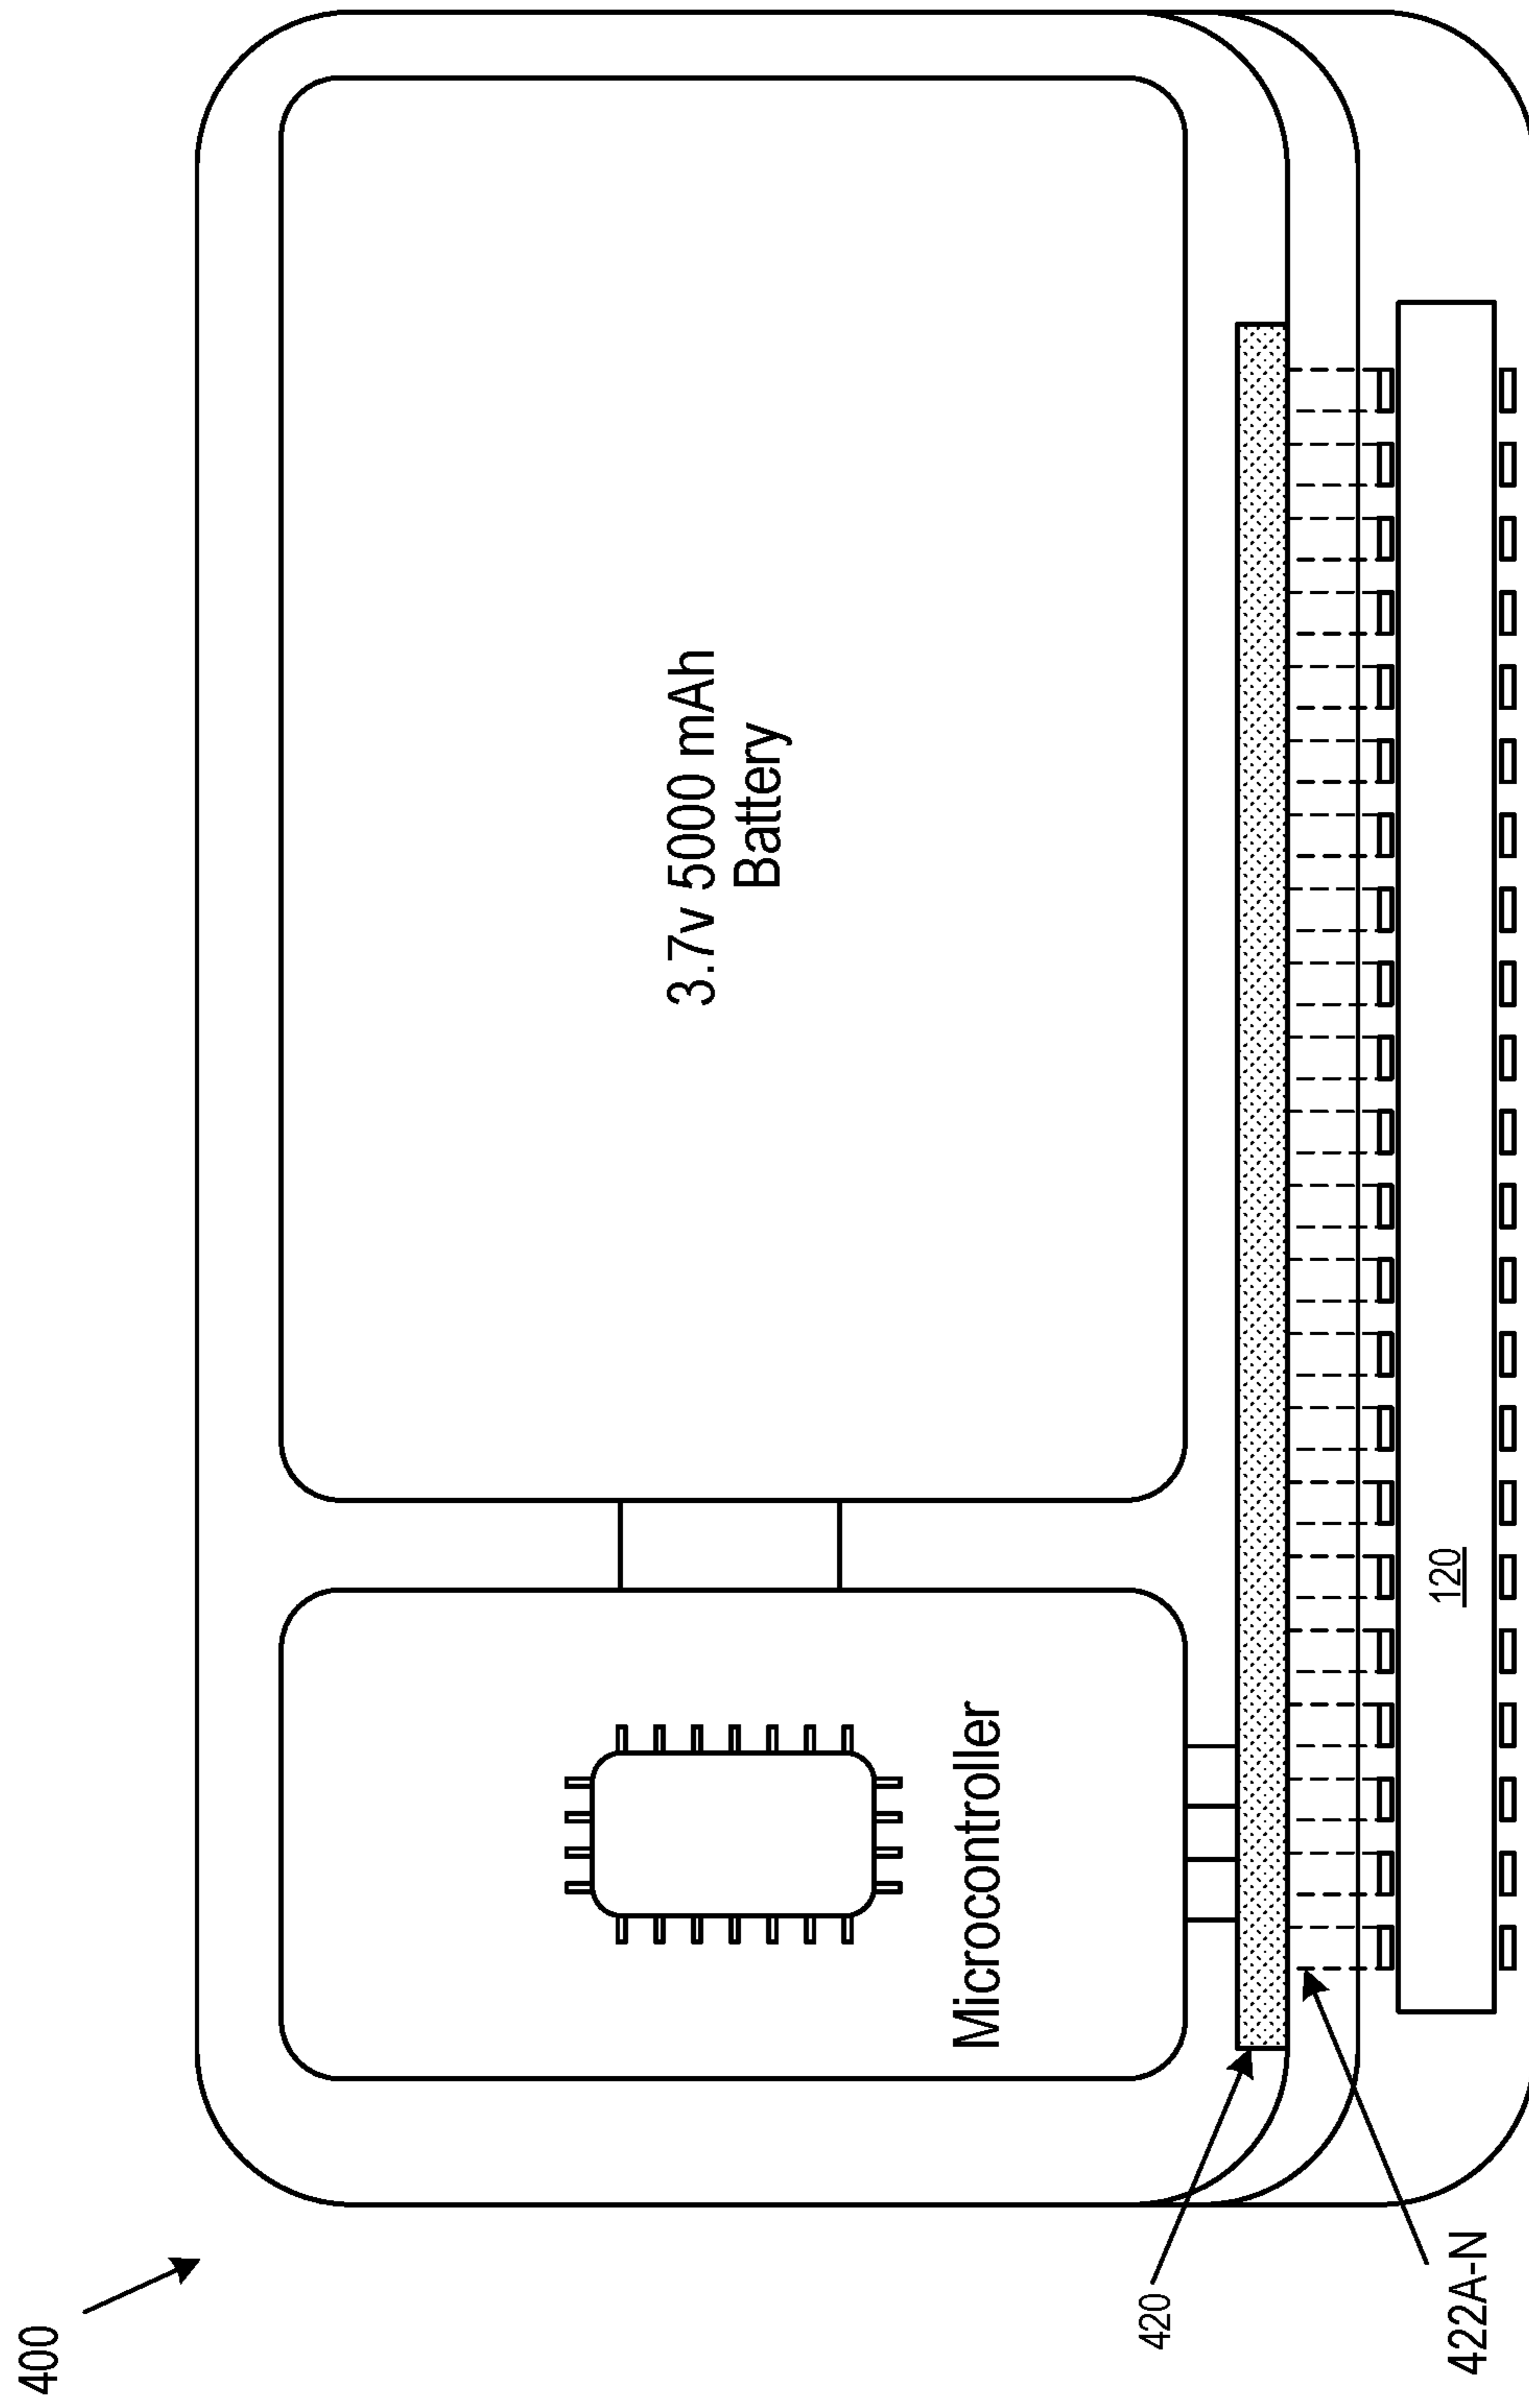 400
3.7v 5000 mAh
Battery
Microcontroller
420
120
422A-N